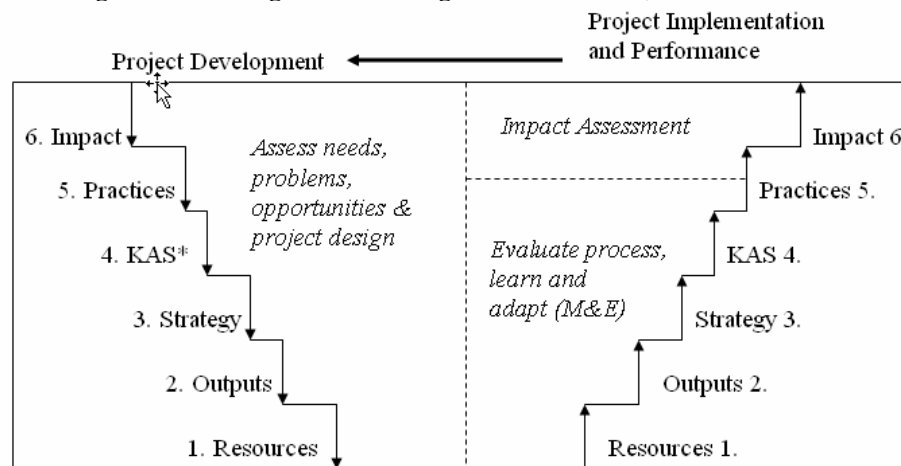 Project Implementation
and Performance
Project Development
6. Impact
5. Practices
4. KAS*
3. Strategy
2. Outputs
1. Resources
Assess needs,
problems,
opportunities &
project design
Impact Assessment
Evaluate process,
learn and
adapt (M&E)
Impact 6
Practices 5.
KAS 4.
Strategy 3.
Outputs 2.
Resources 1.